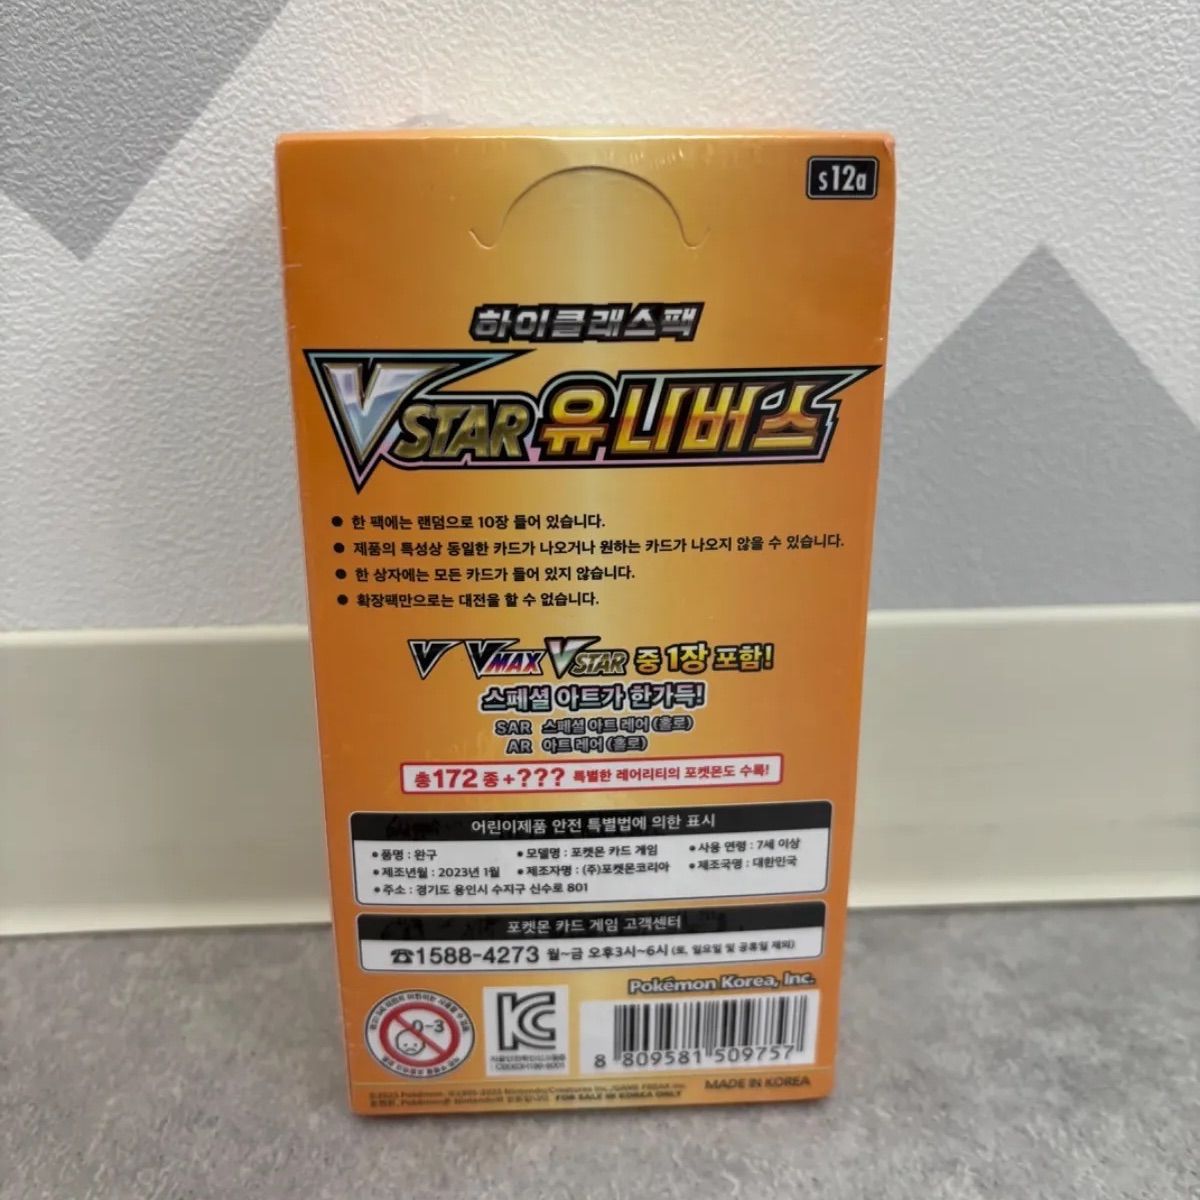 s12a
하이클래스팩
VSTAR 유니버스
● 한 팩에는 랜덤으로 10장 들어 있습니다.
● 제품의 특성상 동일한 카드가 나오거나 원하는 카드가 나오지 않을 수 있습니다.
● 한 상자에는 모든 카드가 들어 있지 않습니다.
● 확장팩만으로는 대전을 할 수 없습니다.
V VMAX VSTAR 중 1장 포함!
스페셜 아트가 한가득!
SAR 스페셜 아트 레어 (홀로)
AR 아트 레어 (홀로)
총 172 종 + ??? 특별한 레어리티의 포켓몬도 수록!
어린이제품 안전 특별법에 의한 표시
• 품명 : 완구 • 모델명 : 포켓몬 카드 게임 • 사용 연령 : 7세 이상
• 제조년월 : 2023년 1월 • 제조자명 : (주)포켓몬코리아 • 제조국명 : 대한민국
• 주소 : 경기도 용인시 수지구 신수로 801
포켓몬 카드 게임 고객센터
☎1588-4273 월~금 오후3시~6시 (토, 일요일 및 공휴일 제외)
Pokémon Korea, Inc.
0-3
KC
8 809581 509757
MADE IN KOREA
FOR SALE IN KOREA ONLY